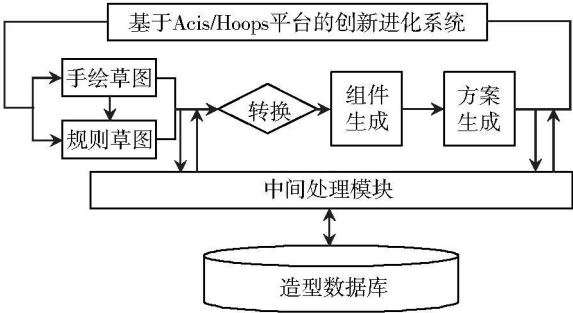 基于Acis/Hoops平台的创新进化系统
手绘草图
规则草图
转换
组件
生成
方案
生成
中间处理模块
造型数据库